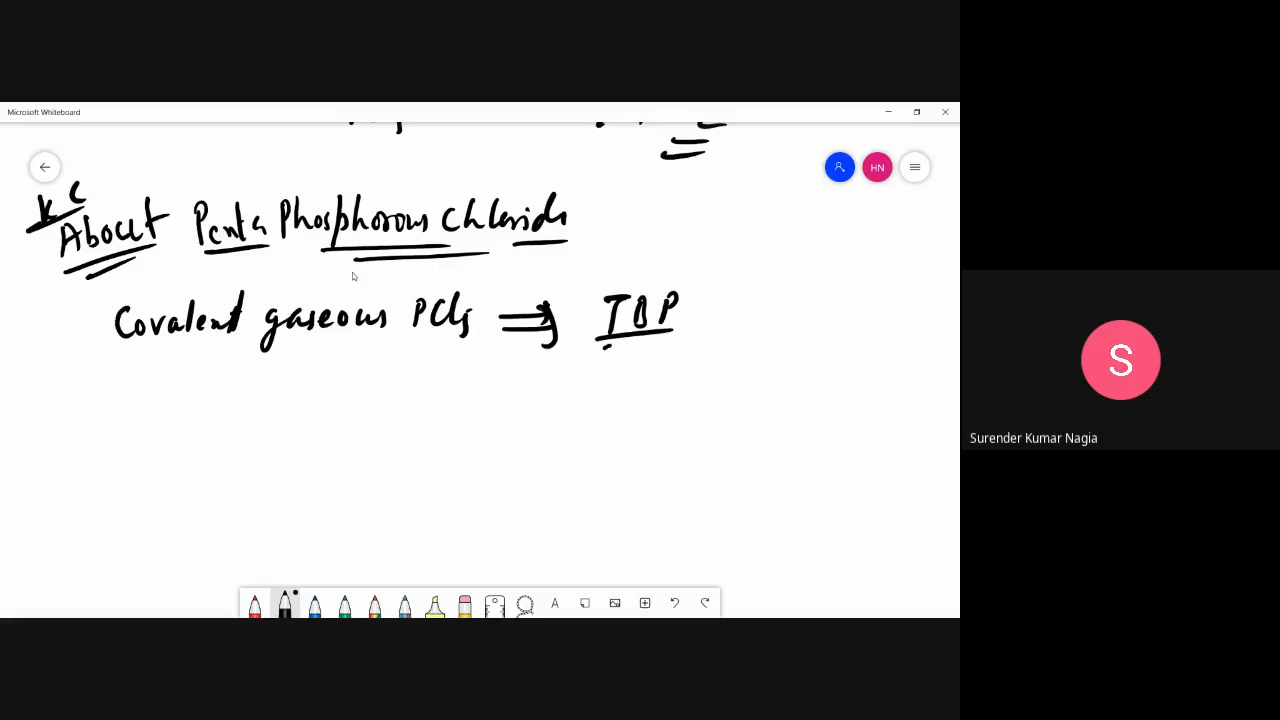 Microsoft Whiteboard
HN
About Penta Phosphorous Chloride
Covalent gaseous PCl5 ⇒ TBP
S
Surender Kumar Nagia
A